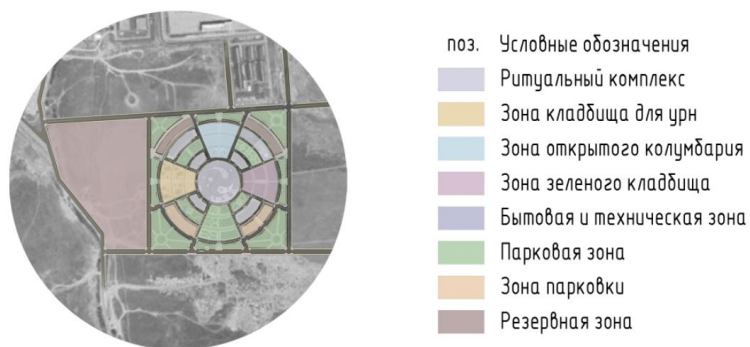 поз. Условные обозначения
Ритуальный комплекс
Зона кладбища для урн
Зона открытого колумбария
Зона зеленого кладбища
Бытовая и техническая зона
Парковая зона
Зона парковки
Резервная зона